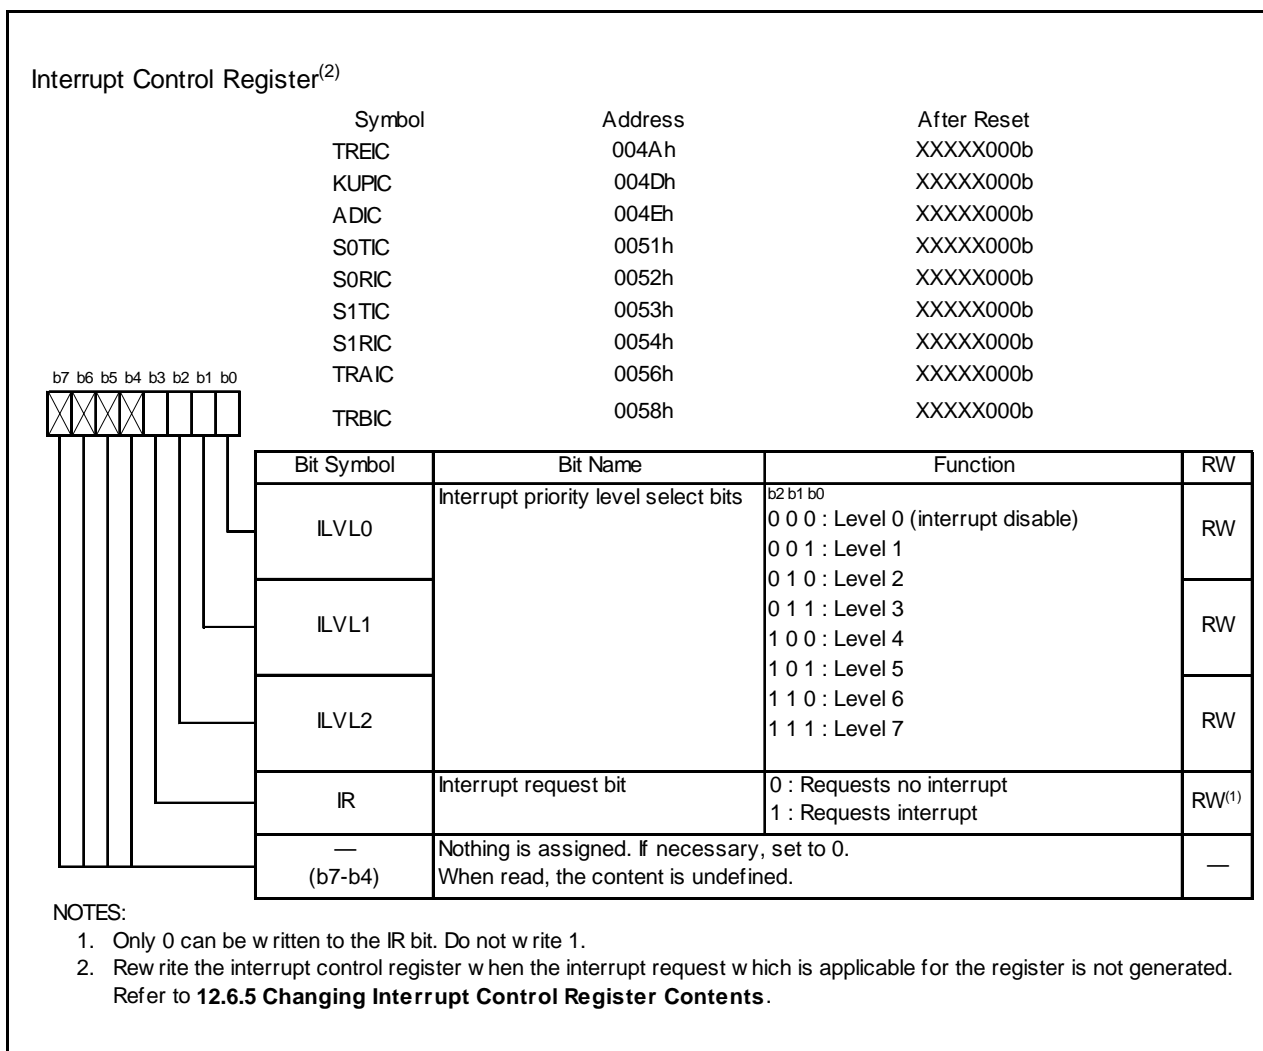 Interrupt Control Register(2)
Symbol Address After Reset
TREIC 004Ah XXXXX000b
KUPIC 004Dh XXXXX000b
ADIC 004Eh XXXXX000b
S0TIC 0051h XXXXX000b
S0RIC 0052h XXXXX000b
S1TIC 0053h XXXXX000b
S1RIC 0054h XXXXX000b
TRAIC 0056h XXXXX000b
TRBIC 0058h XXXXX000b
b7 b6 b5 b4 b3 b2 b1 b0
Bit Symbol Bit Name Function RW
ILVL0 Interrupt priority level select bits b2 b1 b0 RW
0 0 0 : Level 0 (interrupt disable)
0 0 1 : Level 1
0 1 0 : Level 2
ILVL1 0 1 1 : Level 3 RW
1 0 0 : Level 4
1 0 1 : Level 5
ILVL2 1 1 0 : Level 6 RW
1 1 1 : Level 7
IR Interrupt request bit 0 : Requests no interrupt RW(1)
1 : Requests interrupt
— Nothing is assigned. If necessary, set to 0. —
(b7-b4) When read, the content is undefined.
NOTES:
1. Only 0 can be written to the IR bit. Do not write 1.
2. Rewrite the interrupt control register when the interrupt request which is applicable for the register is not generated.
Refer to 12.6.5 Changing Interrupt Control Register Contents.